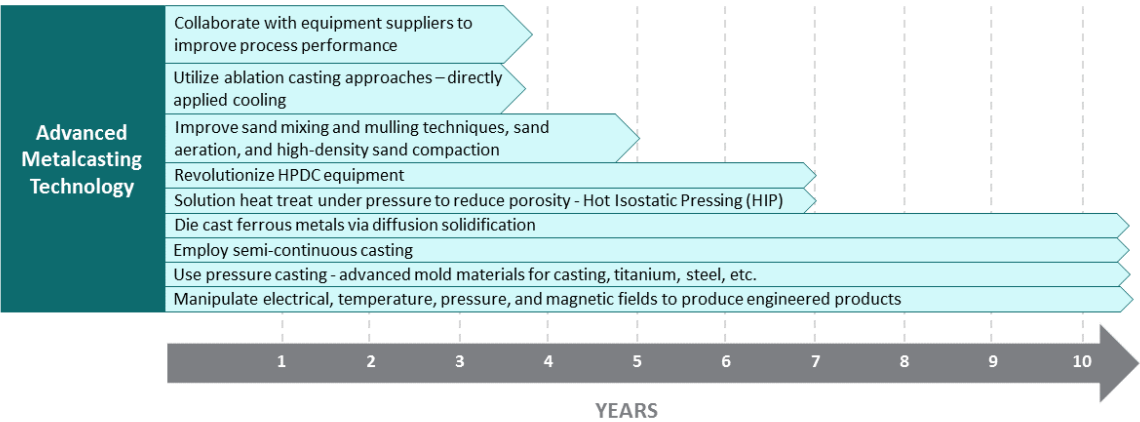 Advanced
Metalcasting
Technology
Collaborate with equipment suppliers to
improve process performance
Utilize ablation casting approaches – directly
applied cooling
Improve sand mixing and mulling techniques, sand
aeration, and high-density sand compaction
Revolutionize HPDC equipment
Solution heat treat under pressure to reduce porosity - Hot Isostatic Pressing (HIP)
Die cast ferrous metals via diffusion solidification
Employ semi-continuous casting
Use pressure casting - advanced mold materials for casting, titanium, steel, etc.
Manipulate electrical, temperature, pressure, and magnetic fields to produce engineered products
1 2 3 4 5 6 7 8 9 10
YEARS